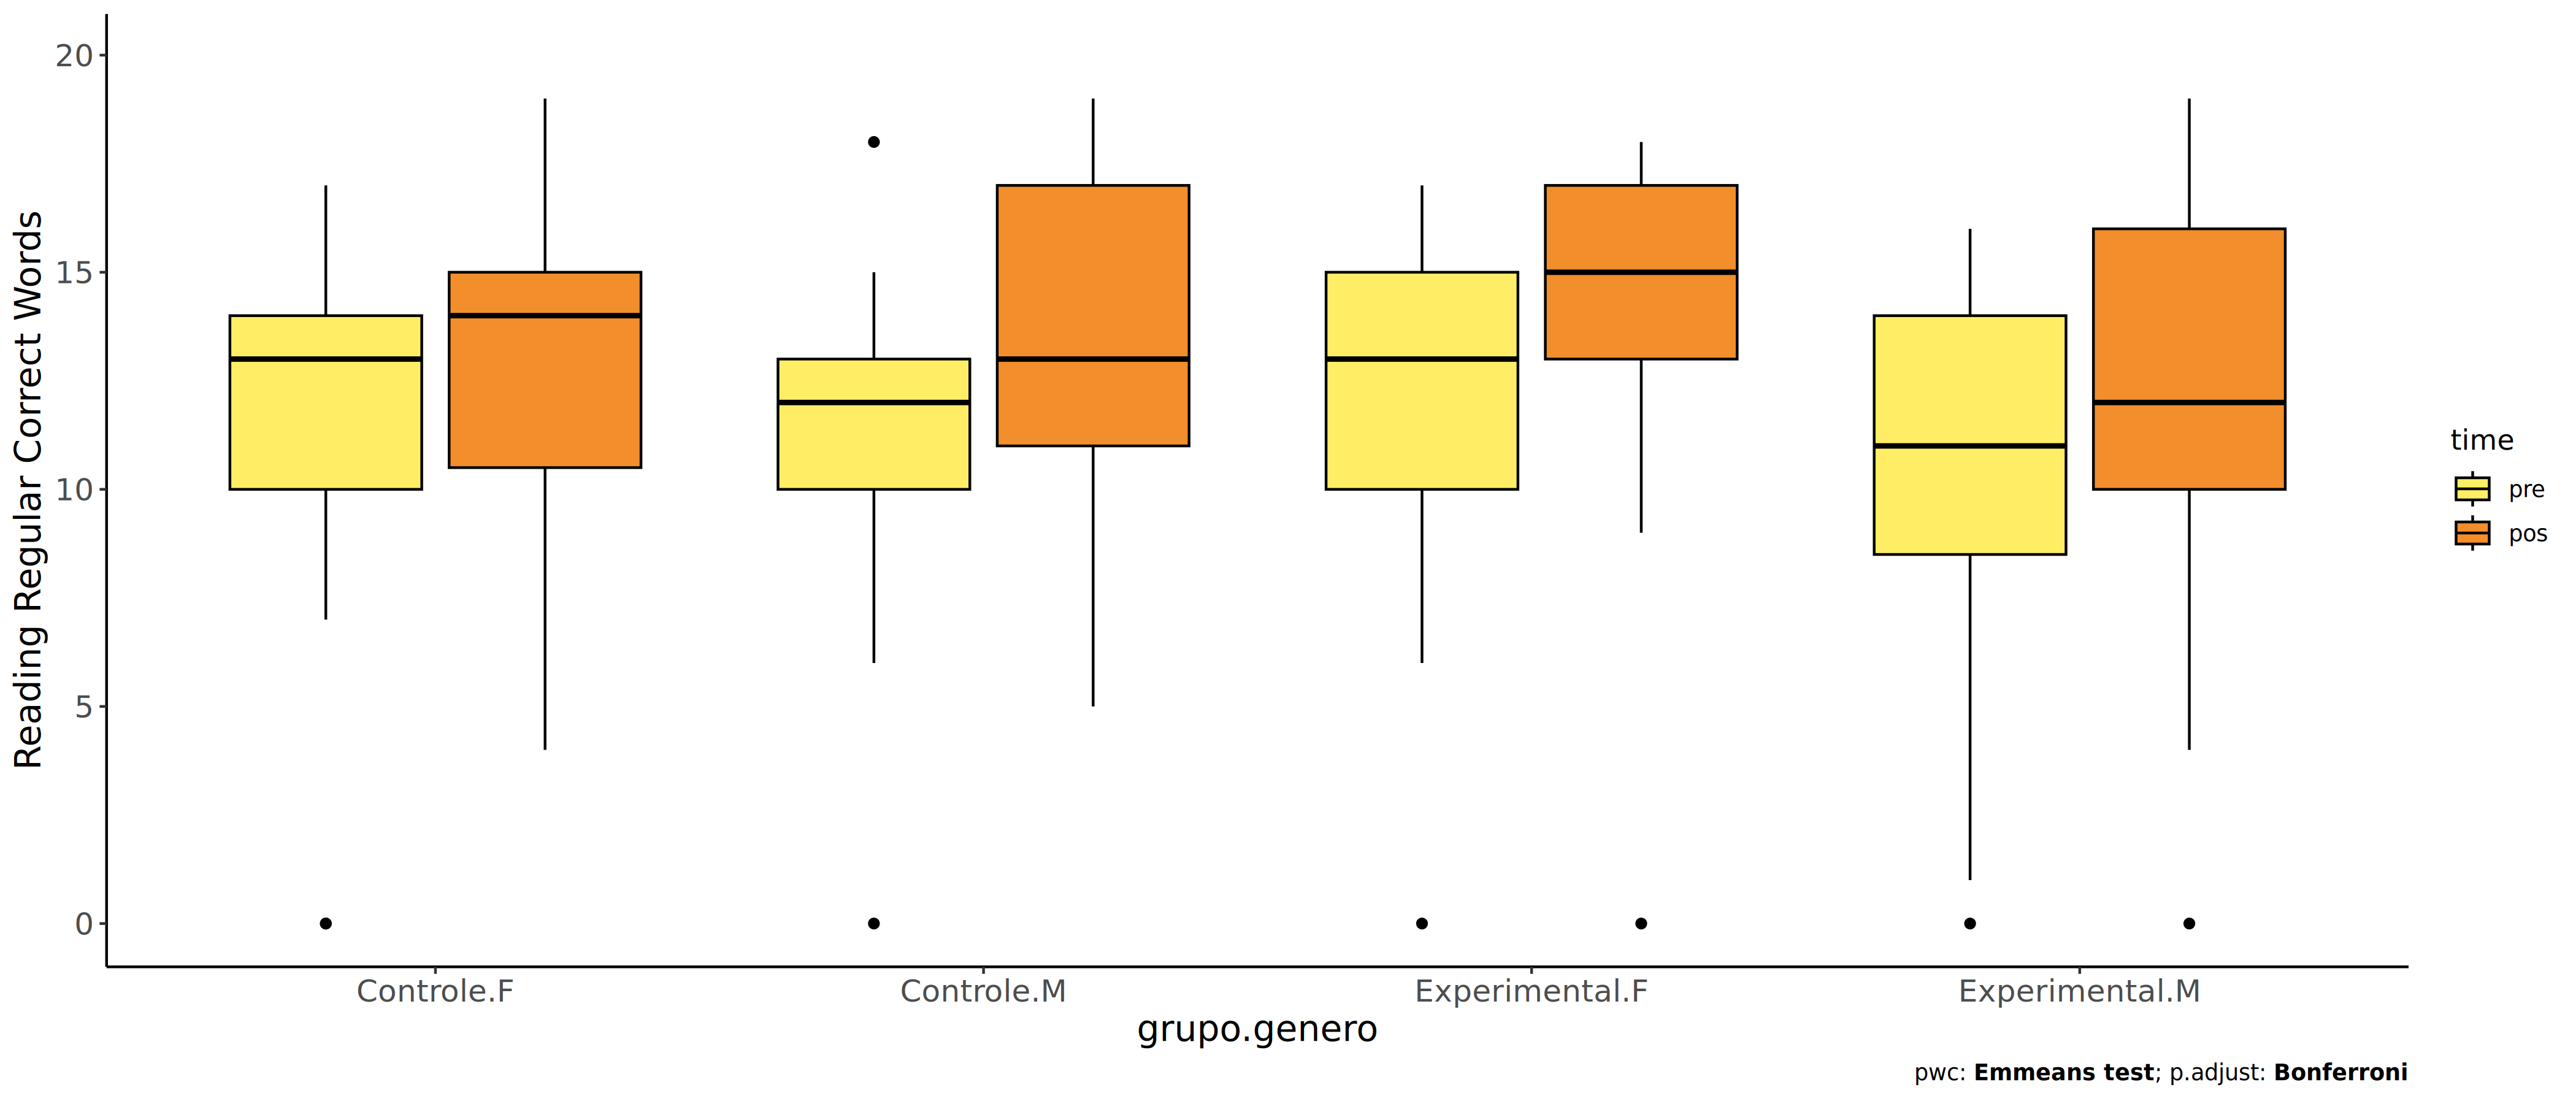 Reading Regular Correct Words
20
15
10
5
0
Controle.F
Controle.M
Experimental.F
Experimental.M
grupo.genero
time
pre
pos
pwc: Emmeans test; p.adjust: Bonferroni